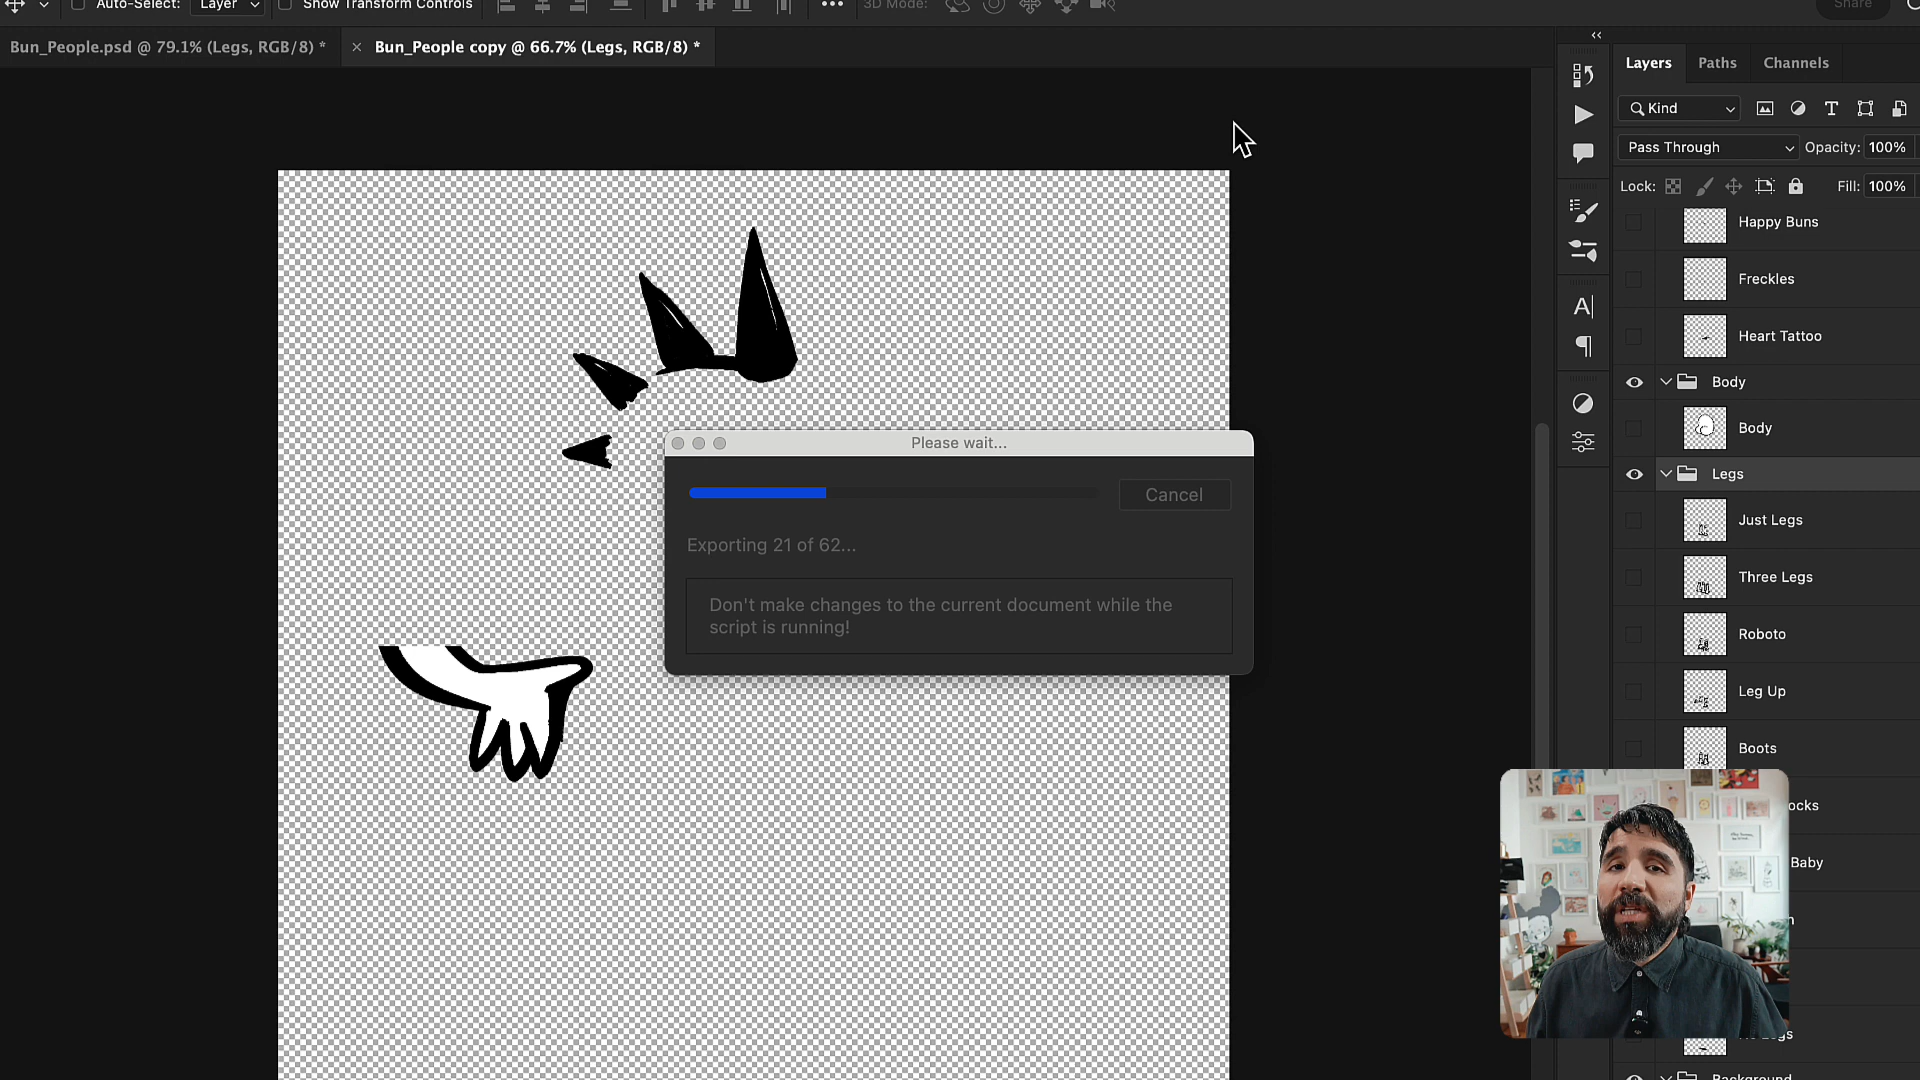 Auto-Select:
Layer
Show Transform Controls
3D Mode:
Share
Bun_People.psd @ 79.1% (Legs, RGB/8) *
Bun_People copy @ 66.7% (Legs, RGB/8) *
Layers
Paths
Channels
Kind
Pass Through
Opacity: 100%
Lock:
Fill: 100%
Happy Buns
Freckles
Heart Tattoo
Body
Body
Legs
Just Legs
Three Legs
Roboto
Leg Up
Boots
ocks
Baby
Background
Please wait...
Cancel
Exporting 21 of 62...
Don't make changes to the current document while the
script is running!